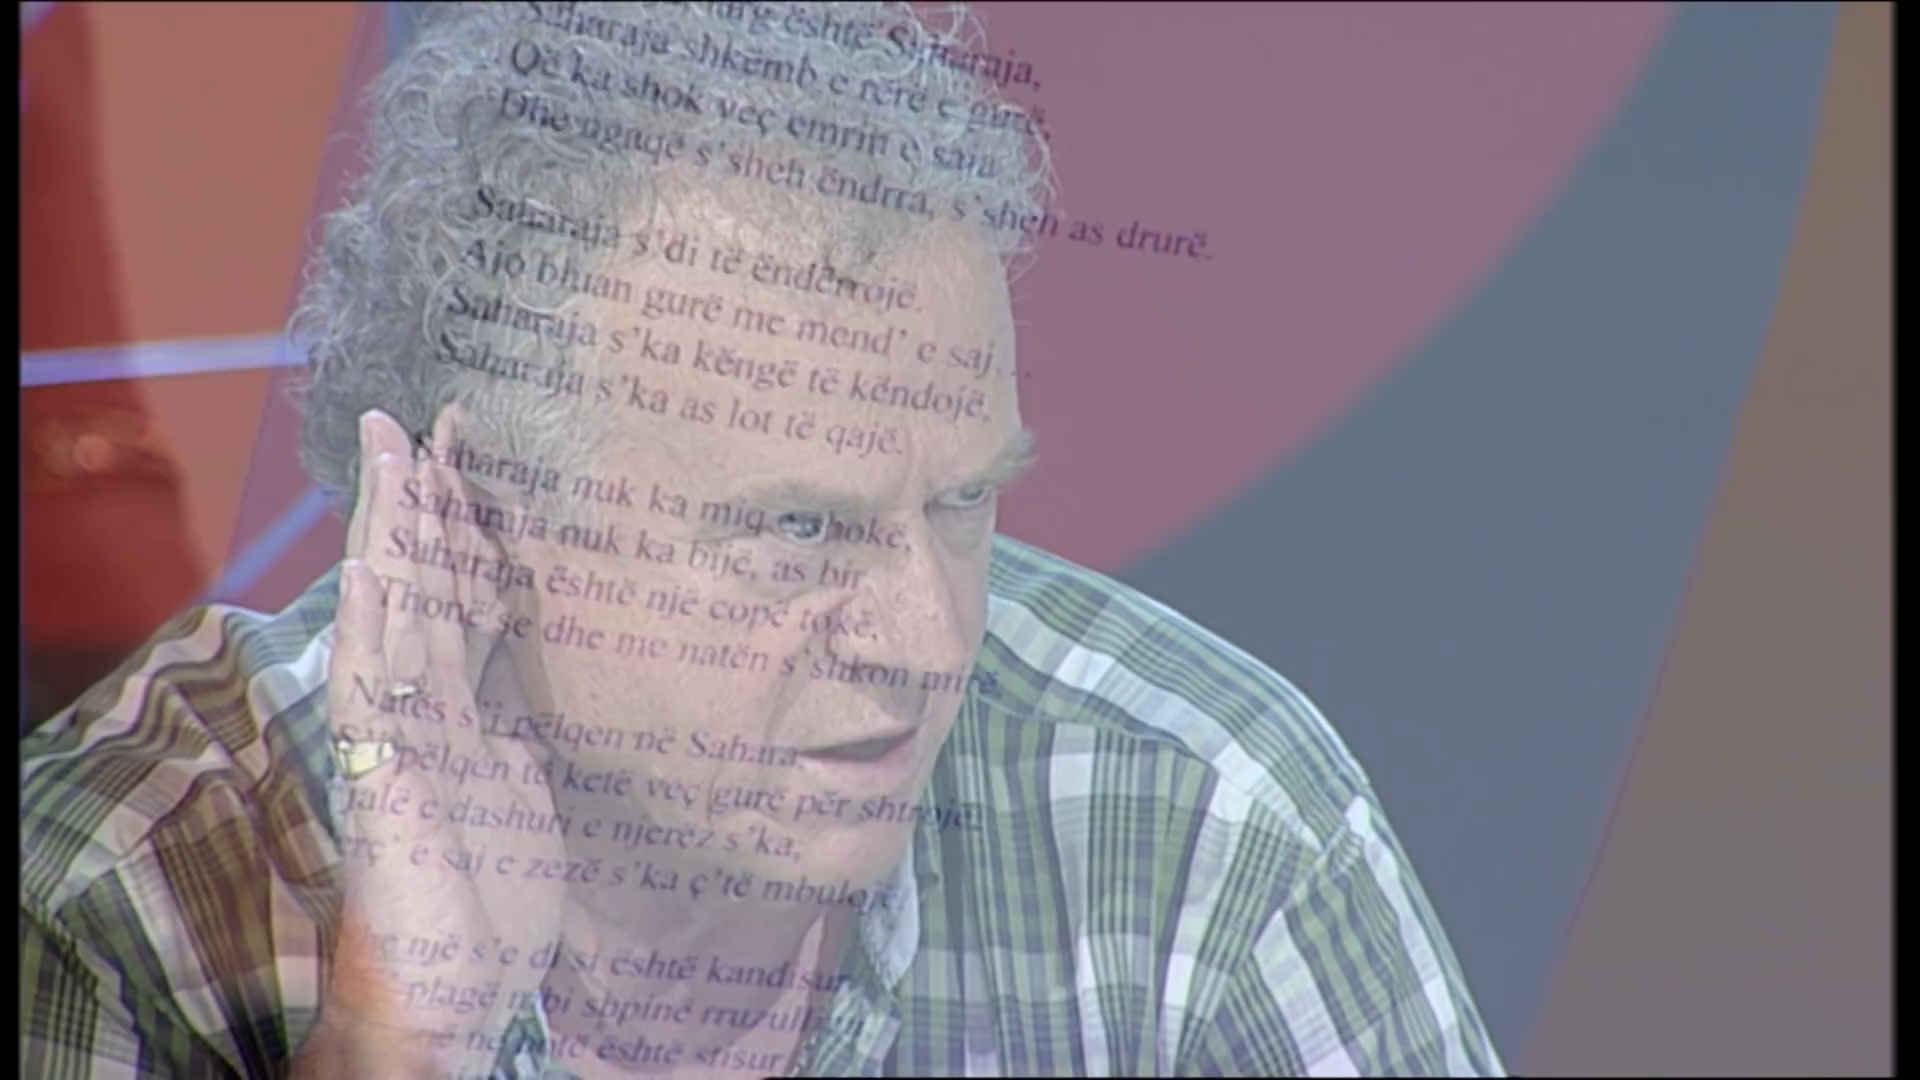 është Saharaja,
Saharaja shkëmb e rërë e gurë,
Që ka shok veç emrin e saja
Dhe ngaqë s'sheh ëndrra, s'sheh as drurë.
Saharaja s'di të ëndërrojë.
Ajo bluan gurë me mend' e saj...
Saharaja s'ka këngë të këndojë,
Saharaja s'ka as lot të qajë.
Saharaja nuk ka miq e shokë,
Saharaja nuk ka bijë, as bir
Saharaja është një copë tokë,
Thonë se dhe me natën s'shkon mirë.
Natës s'i pëlqen në Sahara
S'i pëlqen të ketë veç gurë për shtrojë,
e dashuri e njerëz s'ka;
e saj e zezë s'ka ç'të mbulojë
një s'e di si është kandisur
plagë mbi shpinë
në botë është stisur